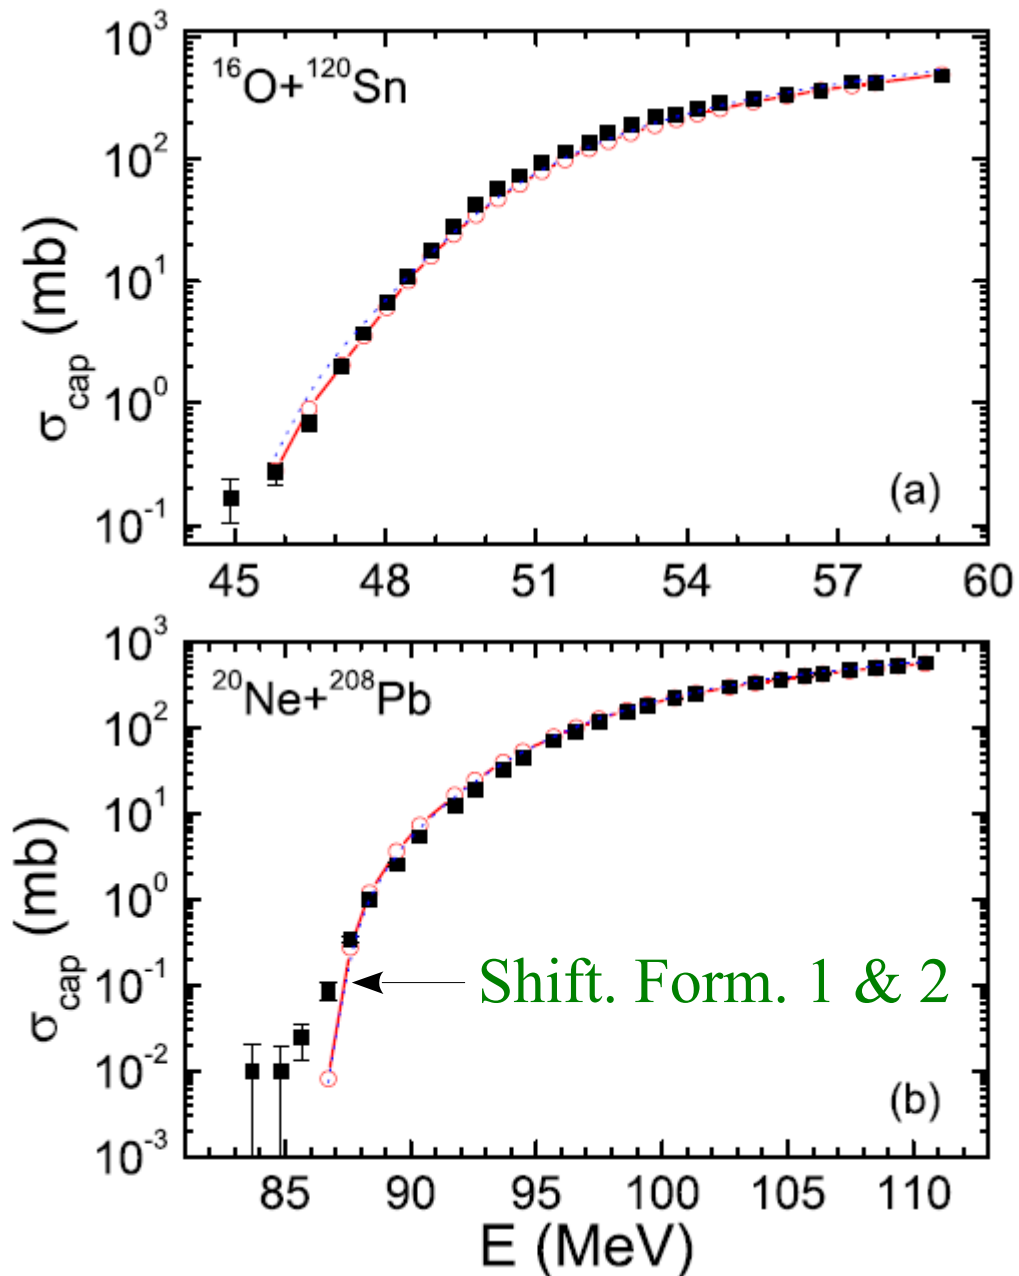 10³
¹⁶O+¹²⁰Sn
10²
σcap (mb)
10¹
10⁰
10⁻¹
(a)
45 48 51 54 57 60
10³
²⁰Ne+²⁰⁸Pb
10²
10¹
σcap (mb)
10⁰
10⁻¹
Shift. Form. 1 & 2
10⁻²
(b)
10⁻³
85 90 95 100 105 110
E (MeV)